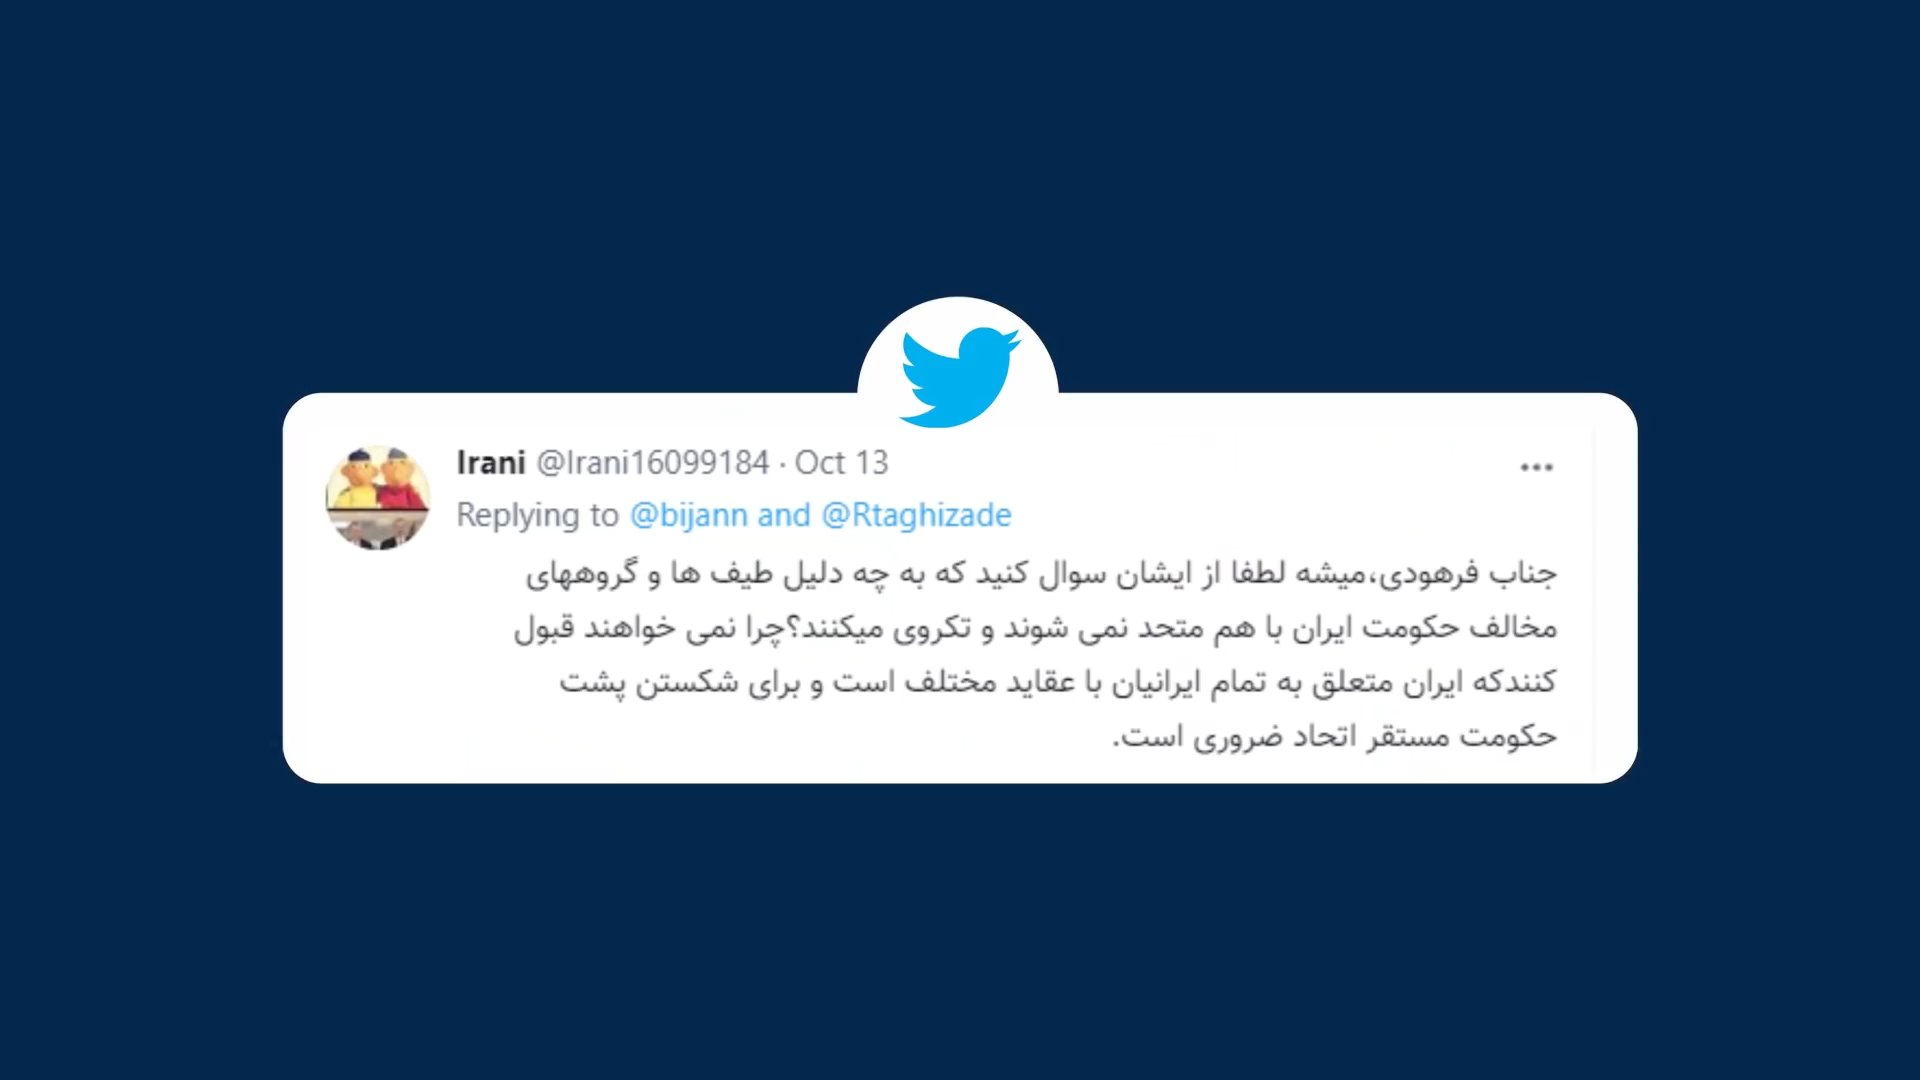 Irani @Irani16099184 · Oct 13
Replying to @bijann and @Rtaghizade
جناب فرهودی،میشه لطفا از ایشان سوال کنید که به چه دلیل طیف ها و گروههای
مخالف حکومت ایران با هم متحد نمی شوند و تکروی میکنند؟چرا نمی خواهند قبول
کنندکه ایران متعلق به تمام ایرانیان با عقاید مختلف است و برای شکستن پشت
حکومت مستقر اتحاد ضروری است.